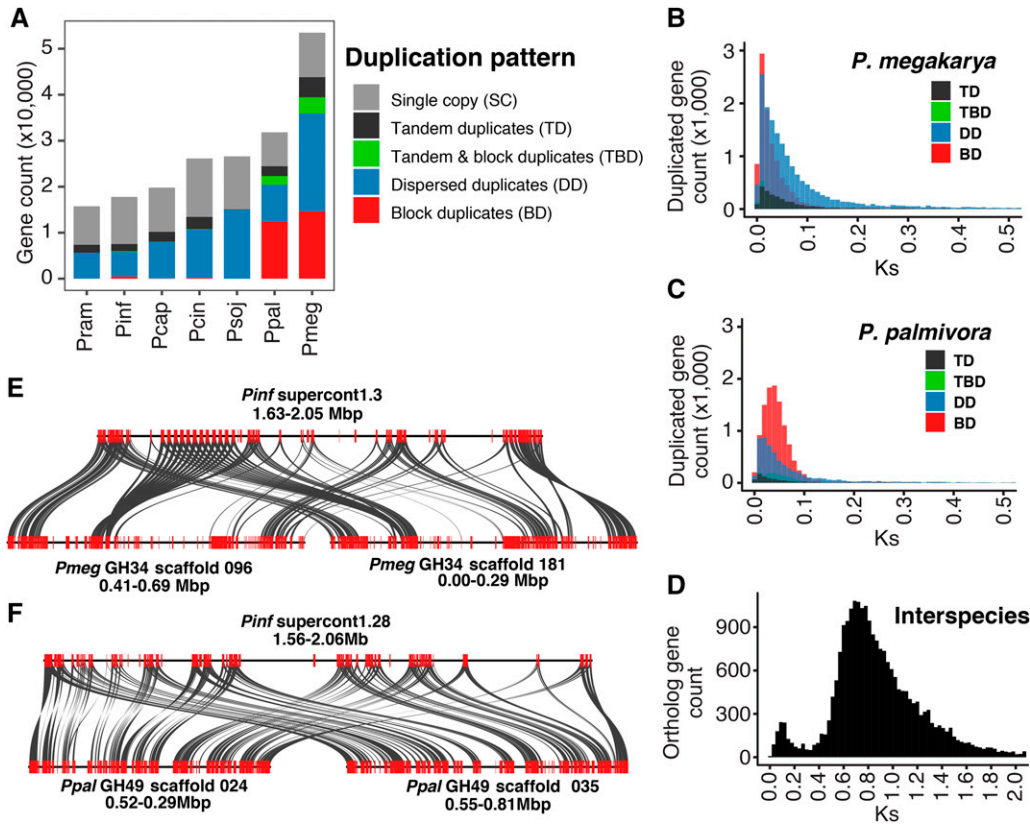 A
Gene count (x10,000)
5
4
3
2
1
0
Pram
Pinf
Pcap
Pcin
Psoj
Ppal
Pmeg
Duplication pattern
Single copy (SC)
Tandem duplicates (TD)
Tandem & block duplicates (TBD)
Dispersed duplicates (DD)
Block duplicates (BD)
B
P. megakarya
Duplicated gene
count (x1,000)
3
2
1
0
TD
TBD
DD
BD
0.0
0.1
0.2
0.3
0.4
0.5
Ks
C
P. palmivora
Duplicated gene
count (x1,000)
3
2
1
0
TD
TBD
DD
BD
0.0
0.1
0.2
0.3
0.4
0.5
Ks
D
Interspecies
Ortholog gene
count
900
600
300
0
0.0
0.2
0.4
0.6
0.8
1.0
1.2
1.4
1.6
1.8
2.0
Ks
E
Pinf supercont1.3
1.63-2.05 Mbp
Pmeg GH34 scaffold 096
0.41-0.69 Mbp
Pmeg GH34 scaffold 181
0.00-0.29 Mbp
F
Pinf supercont1.28
1.56-2.06Mbp
Ppal GH49 scaffold 024
0.52-0.29Mbp
Ppal GH49 scaffold 035
0.55-0.81Mbp